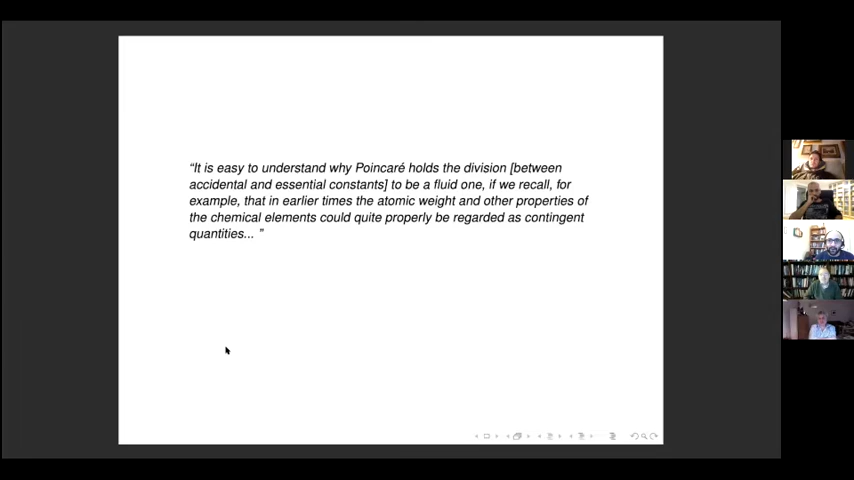 “It is easy to understand why Poincaré holds the division [between
accidental and essential constants] to be a fluid one, if we recall, for
example, that in earlier times the atomic weight and other properties of
the chemical elements could quite properly be regarded as contingent
quantities... ”